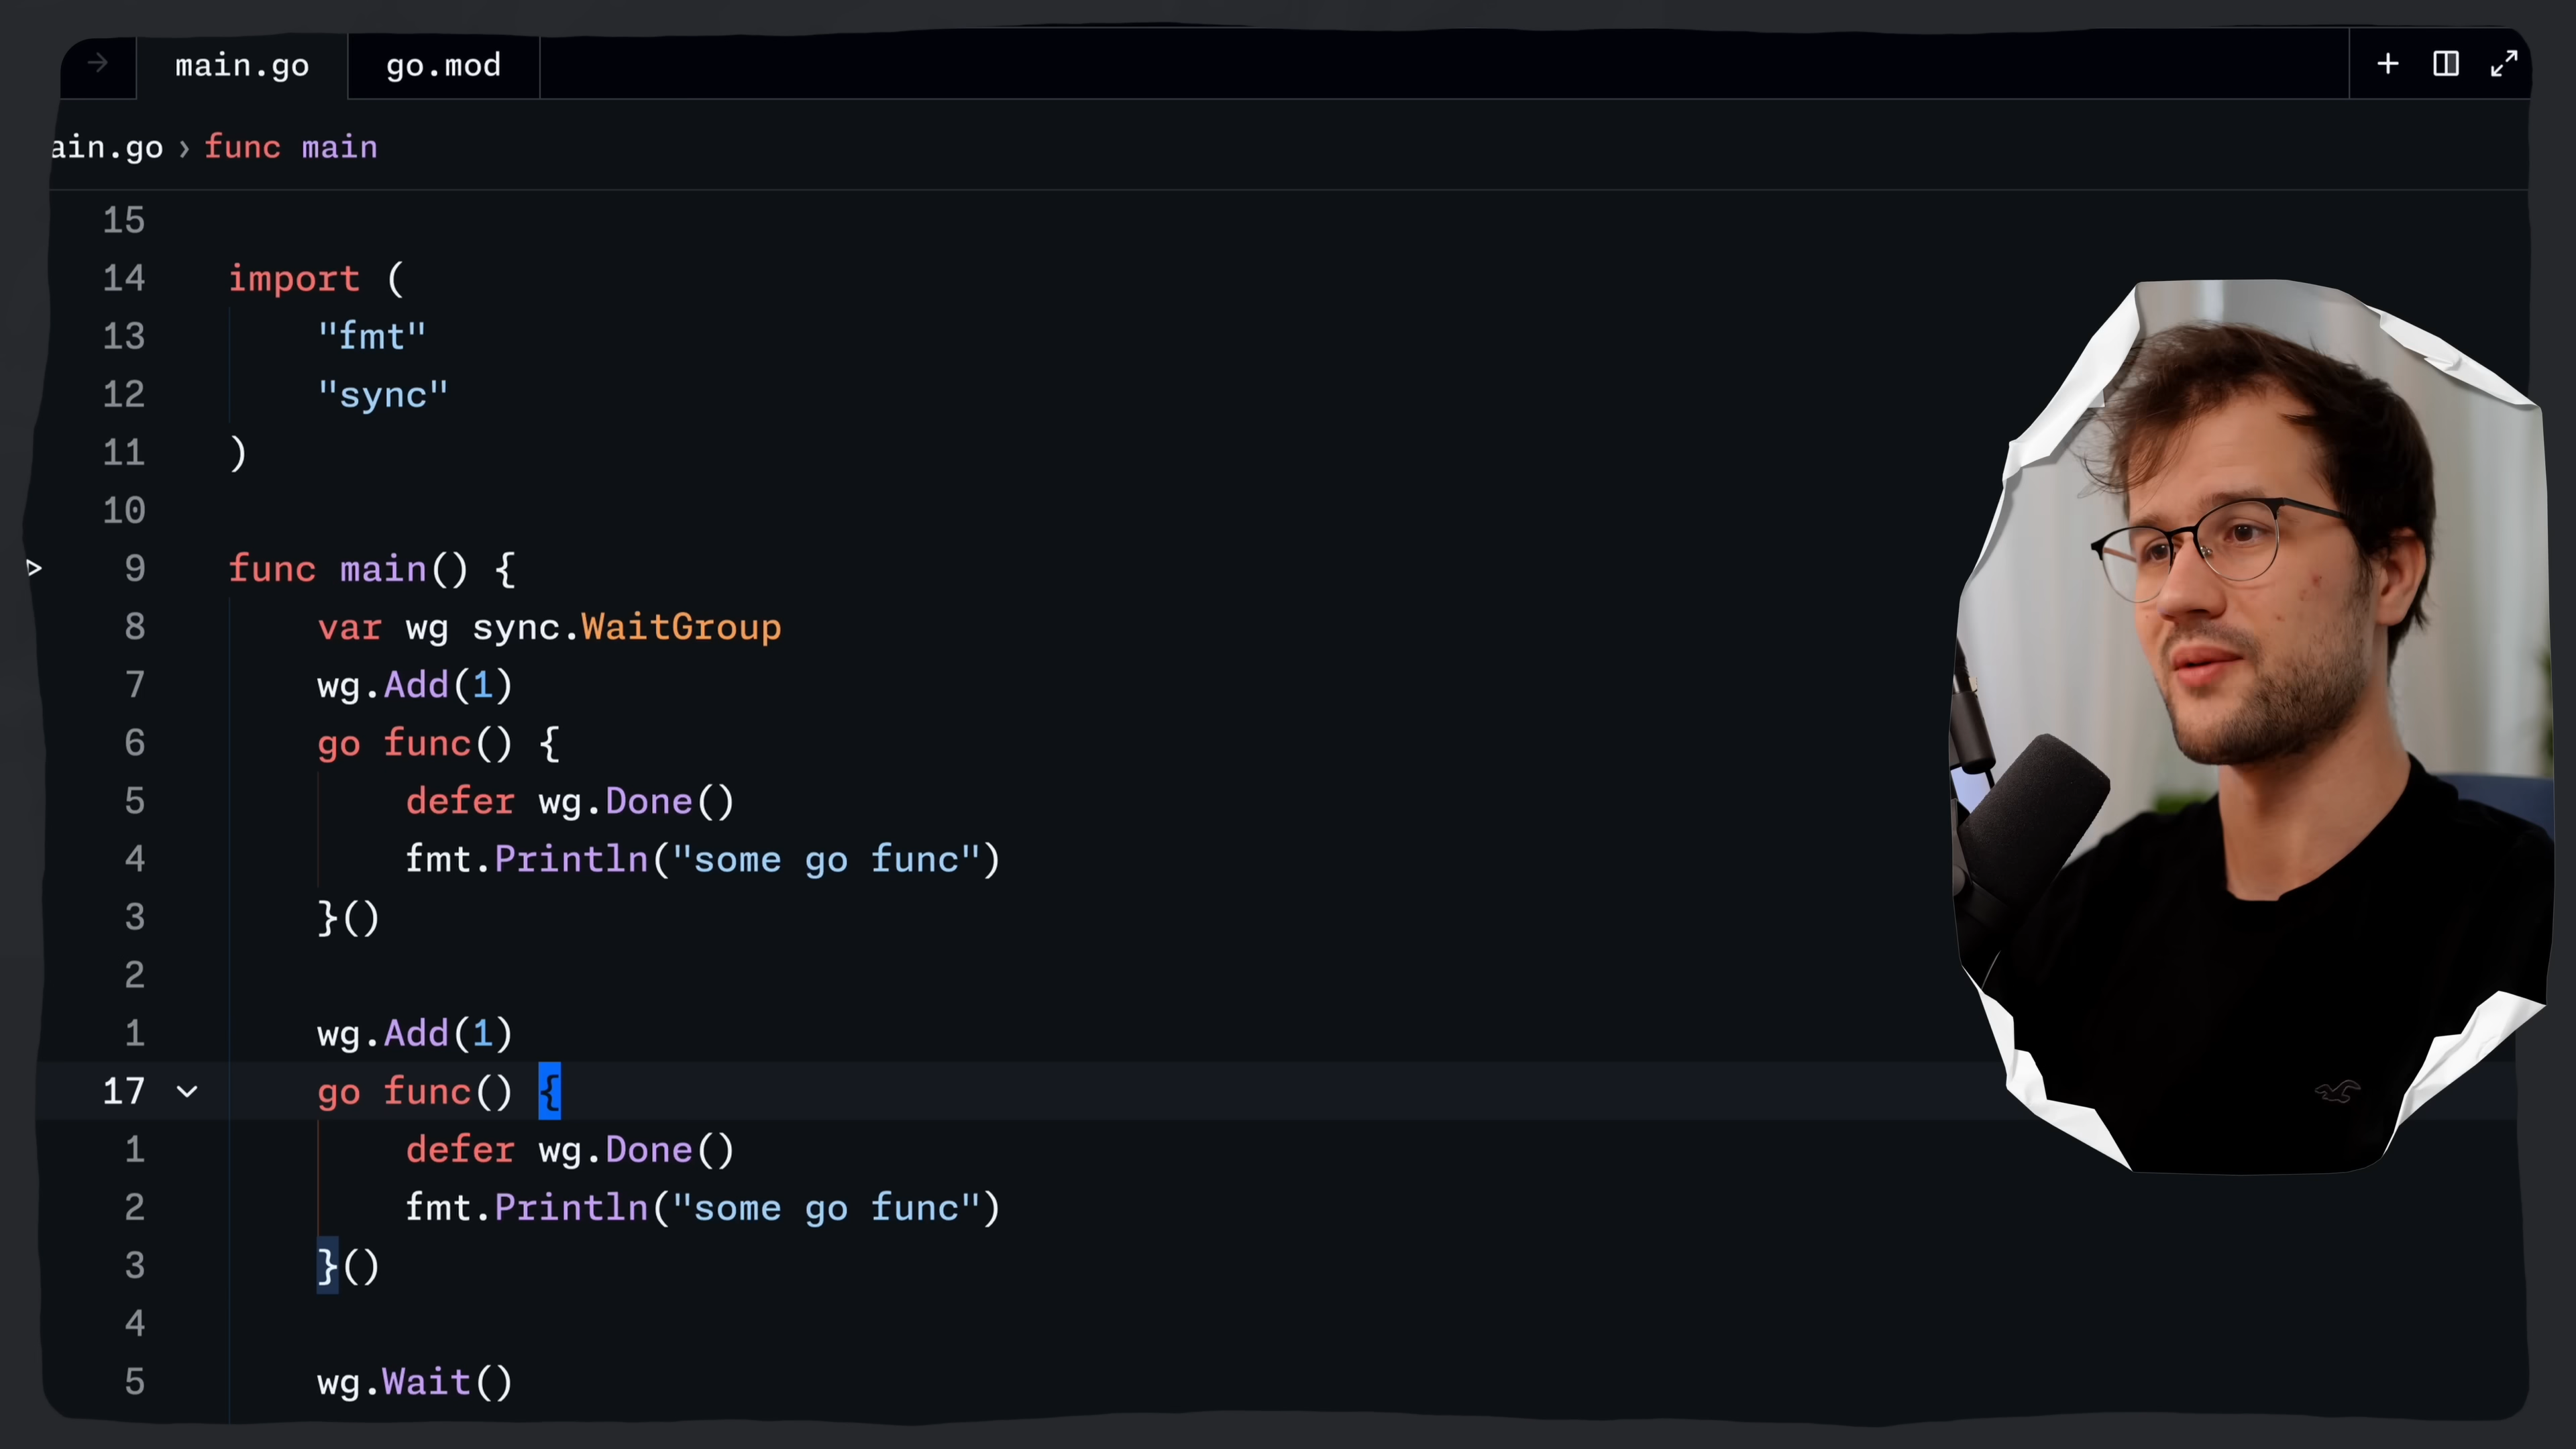 main.go go.mod
ain.go › func main
15
14 import (
13 "fmt"
12 "sync"
11 )
10
9 func main() {
8 var wg sync.WaitGroup
7 wg.Add(1)
6 go func() {
5 defer wg.Done()
4 fmt.Println("some go func")
3 }()
2
1 wg.Add(1)
17 go func() {
1 defer wg.Done()
2 fmt.Println("some go func")
3 }()
4
5 wg.Wait()